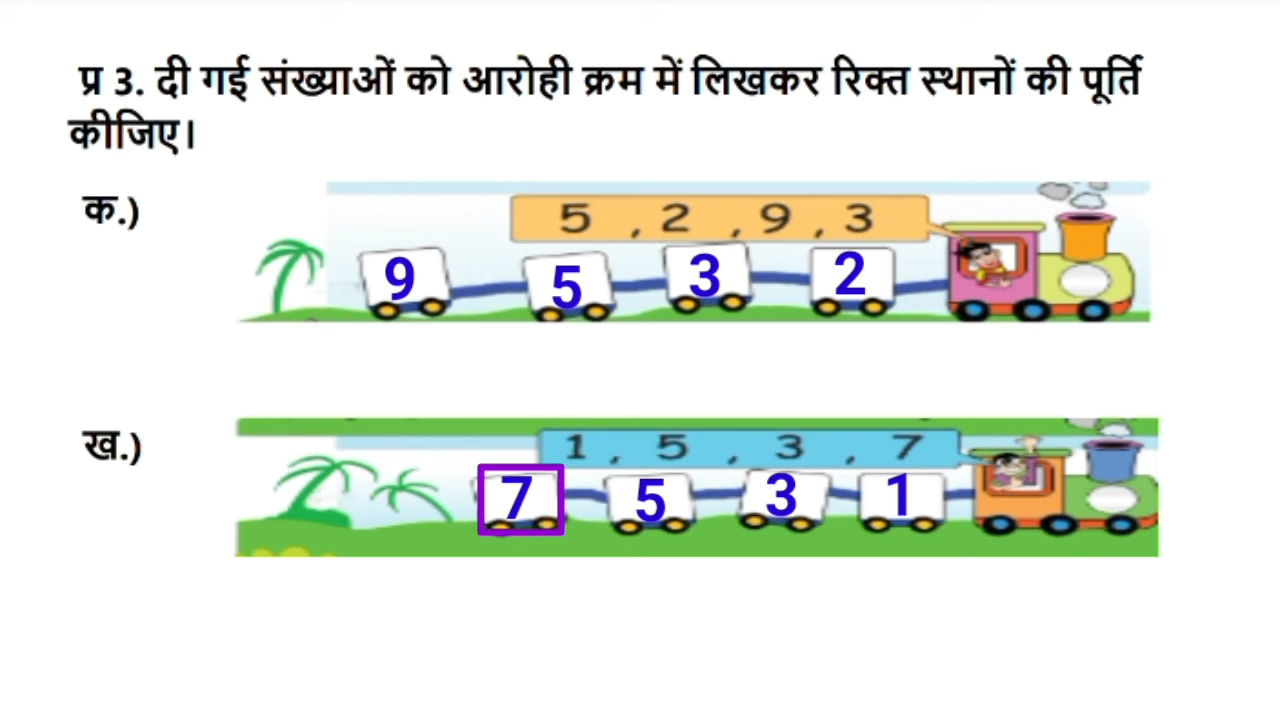 प्र 3. दी गई संख्याओं को आरोही क्रम में लिखकर रिक्त स्थानों की पूर्ति
कीजिए।
क.)
5 , 2 , 9 , 3
9 5 3 2
ख.)
1 , 5 , 3 , 7
7 5 3 1